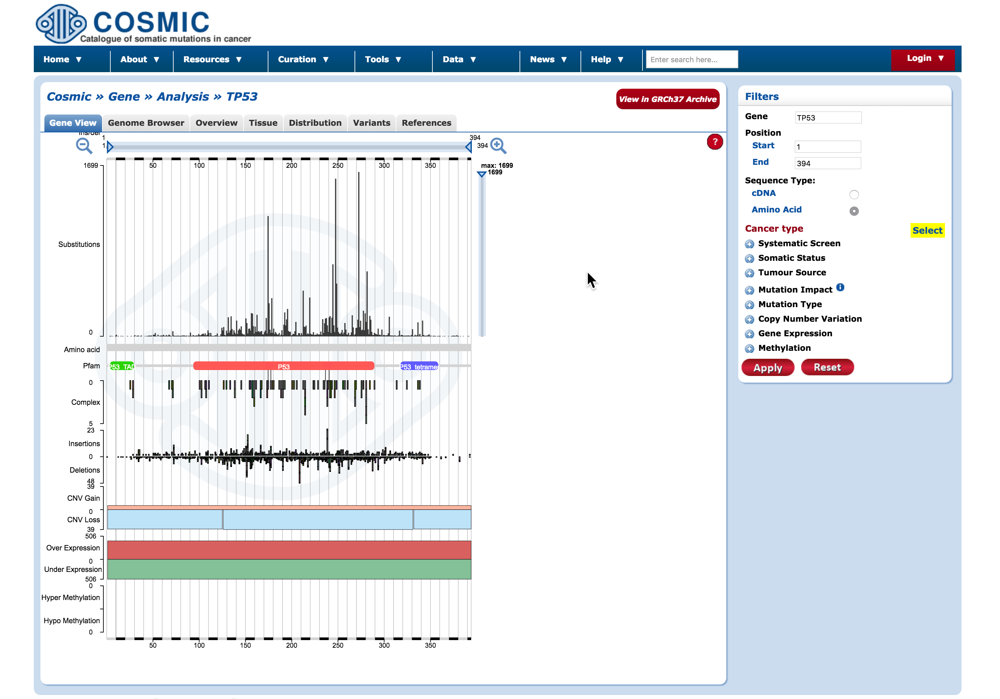 COSMIC
Catalogue of somatic mutations in cancer
Home ▼ About ▼ Resources ▼ Curation ▼ Tools ▼ Data ▼ News ▼ Help ▼ Enter search here... Login ▼
Cosmic » Gene » Analysis » TP53
View in GRCh37 Archive
Gene View Genome Browser Overview Tissue Distribution Variants References
Ins/del
1 394
1 394
?
50 100 150 200 250 300 350
1699
max: 1699
1699
Substitutions
0
Amino acid
Pfam P53_TAD P53 P53_tetramer
0
Complex
5
23
Insertions
0
Deletions
48
39
CNV Gain
0
CNV Loss
39
506
Over Expression
0
Under Expression
506
0
Hyper Methylation
Hypo Methylation
0
50 100 150 200 250 300 350
Filters
Gene TP53
Position
Start 1
End 394
Sequence Type:
cDNA
Amino Acid
Cancer type Select
Systematic Screen
Somatic Status
Tumour Source
Mutation Impact i
Mutation Type
Copy Number Variation
Gene Expression
Methylation
Apply Reset